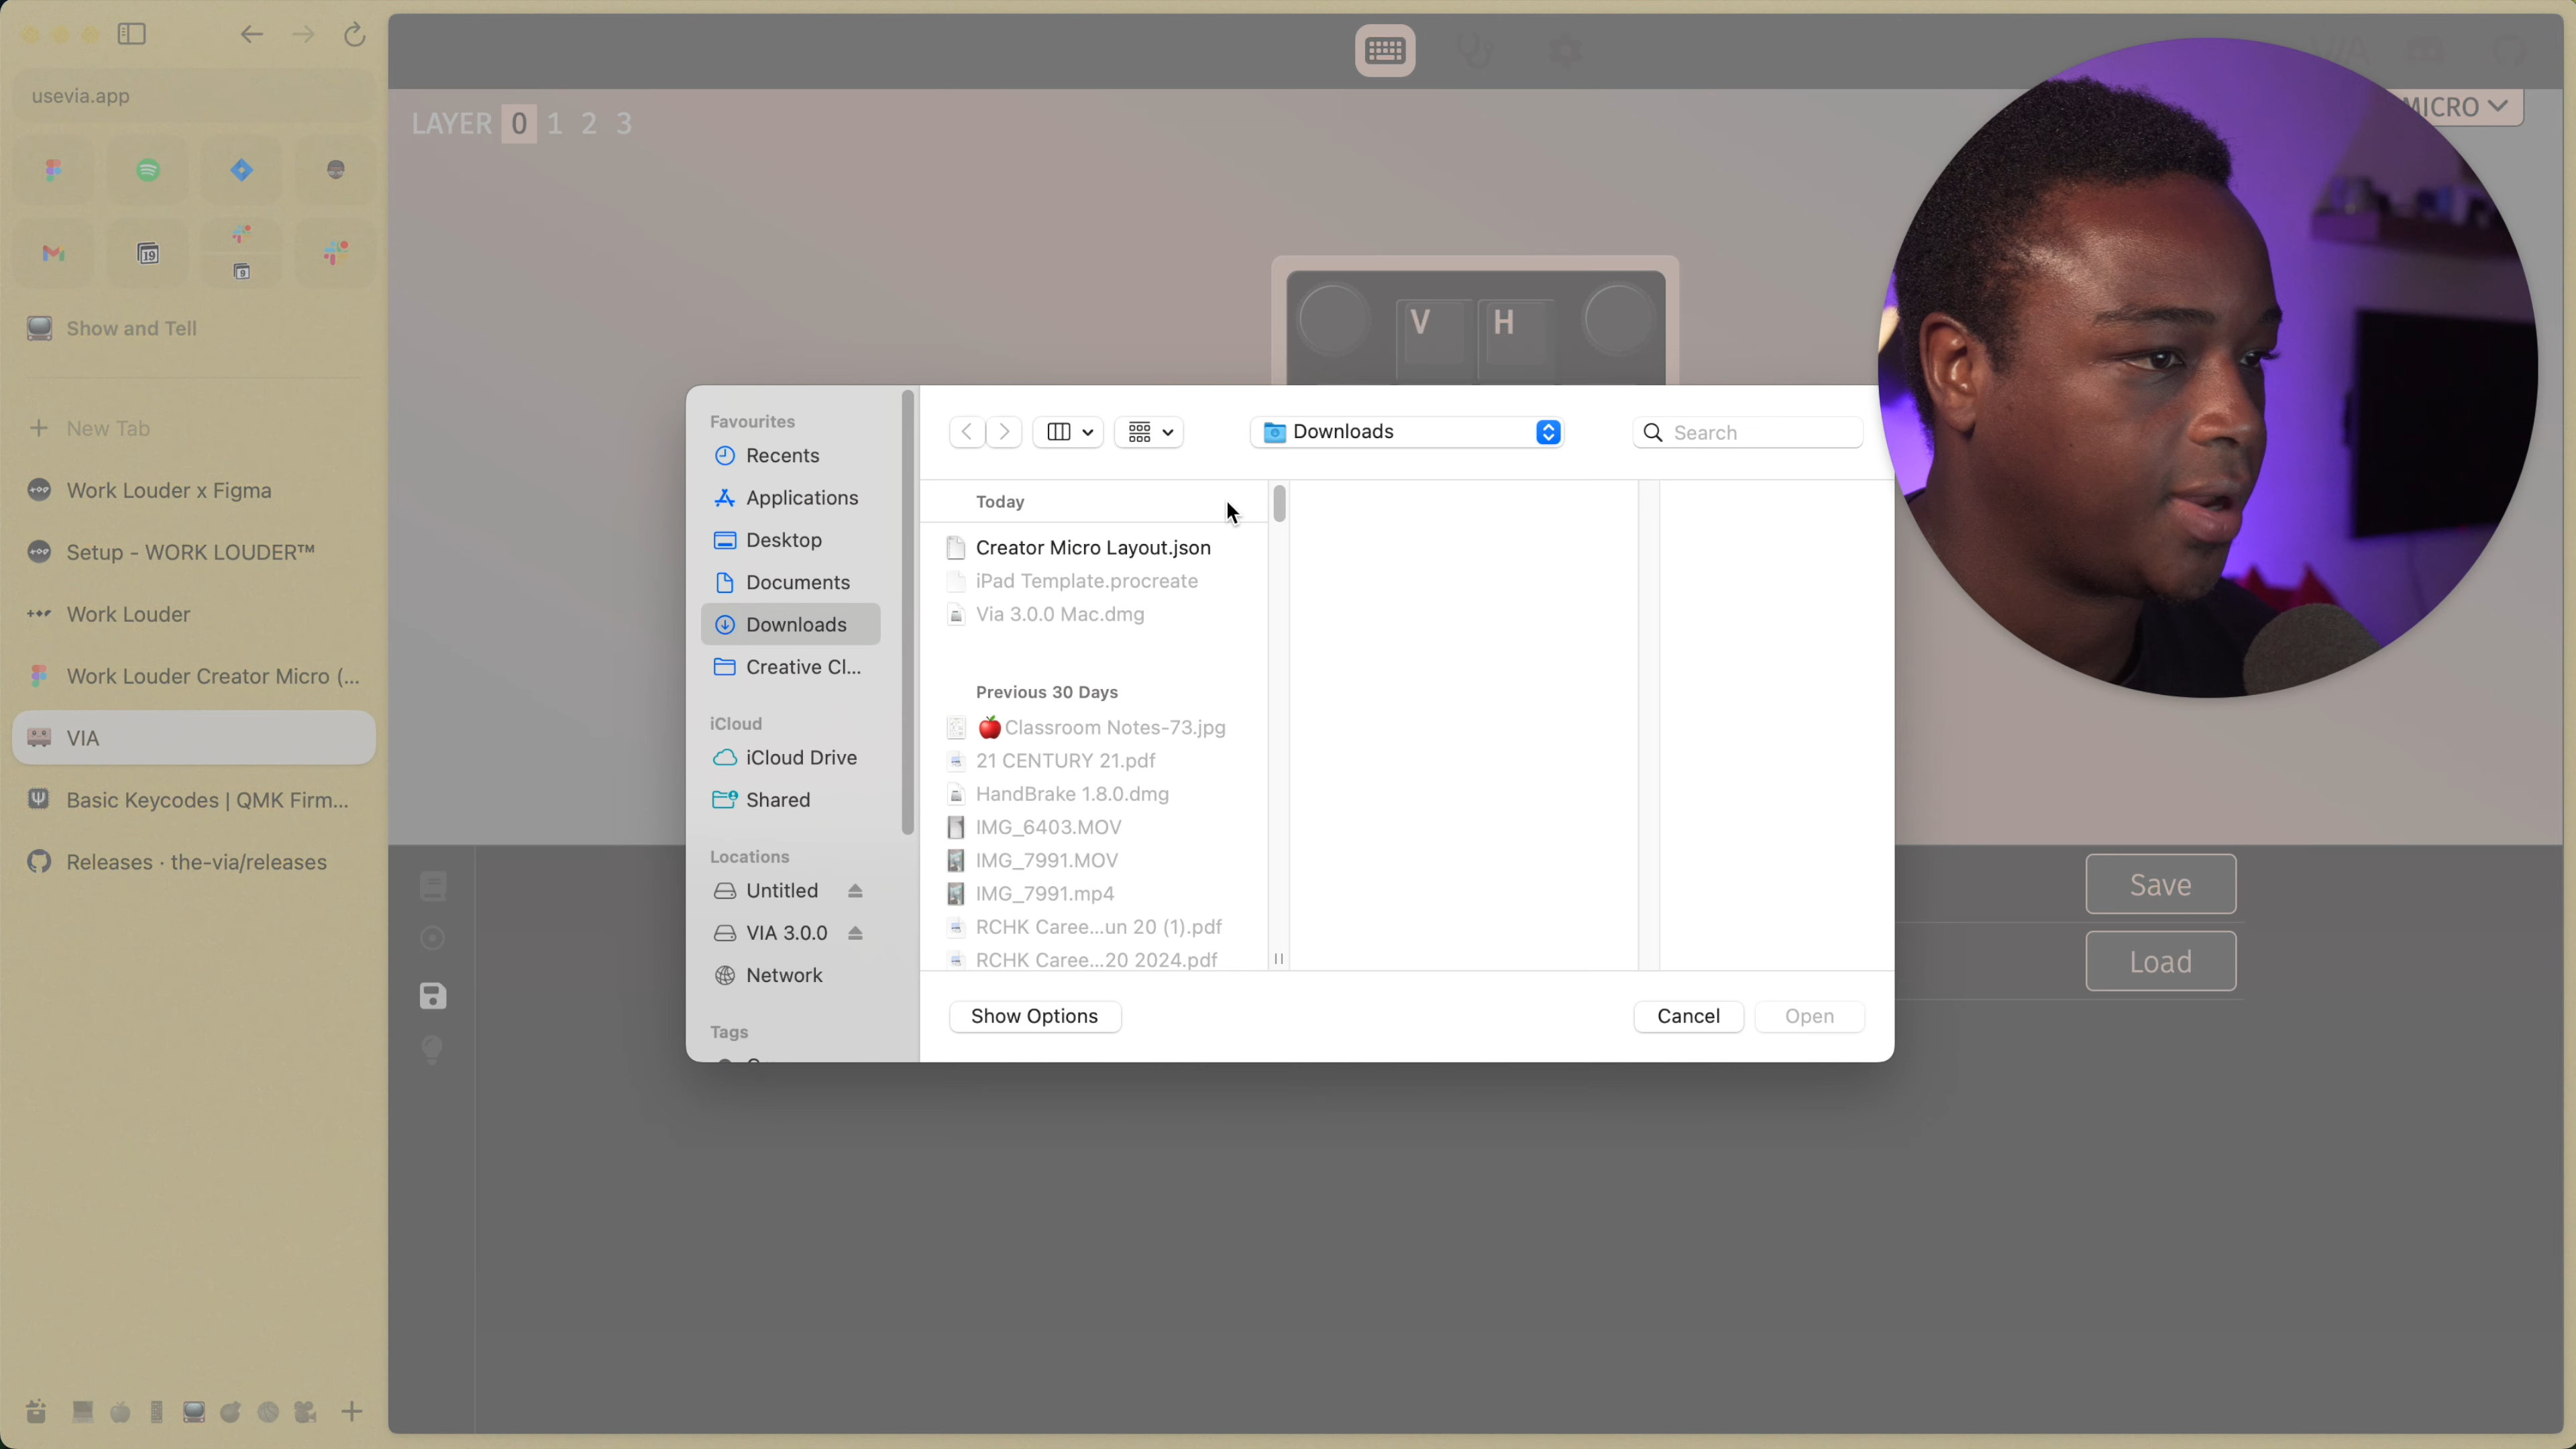 usevia.app
19
9
Show and Tell
New Tab
Work Louder x Figma
Setup - WORK LOUDER™
Work Louder
Work Louder Creator Micro (...
VIA
Basic Keycodes | QMK Firm...
Releases · the-via/releases
LAYER 0 1 2 3
MICRO
V H
Favourites
Recents
Applications
Desktop
Documents
Downloads
Creative Cl...
iCloud
iCloud Drive
Shared
Locations
Untitled
VIA 3.0.0
Network
Tags
Downloads
Search
Today
Creator Micro Layout.json
iPad Template.procreate
Via 3.0.0 Mac.dmg
Previous 30 Days
Classroom Notes-73.jpg
21 CENTURY 21.pdf
HandBrake 1.8.0.dmg
IMG_6403.MOV
IMG_7991.MOV
IMG_7991.mp4
RCHK Caree...un 20 (1).pdf
RCHK Caree...20 2024.pdf
Show Options
Cancel
Open
Save
Load